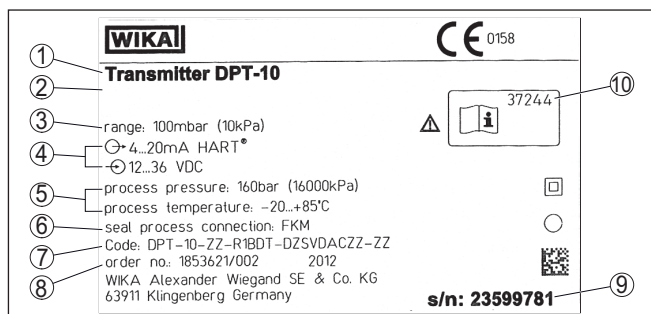 WIKA
CE 0158
① Transmitter DPT-10
②
37244 ⑩
③ range: 100mbar (10kPa)
④ 4...20mA HART®
12...36 VDC
⑤ process pressure: 160bar (16000kPa)
process temperature: -20...+85°C
⑥ seal process connection: FKM
⑦ Code: DPT-10-ZZ-R1BDT-DZSVDACZZ-ZZ
⑧ order no.: 1853621/002 2012
WIKA Alexander Wiegand SE & Co. KG
63911 Klingenberg Germany
s/n: 23599781 ⑨